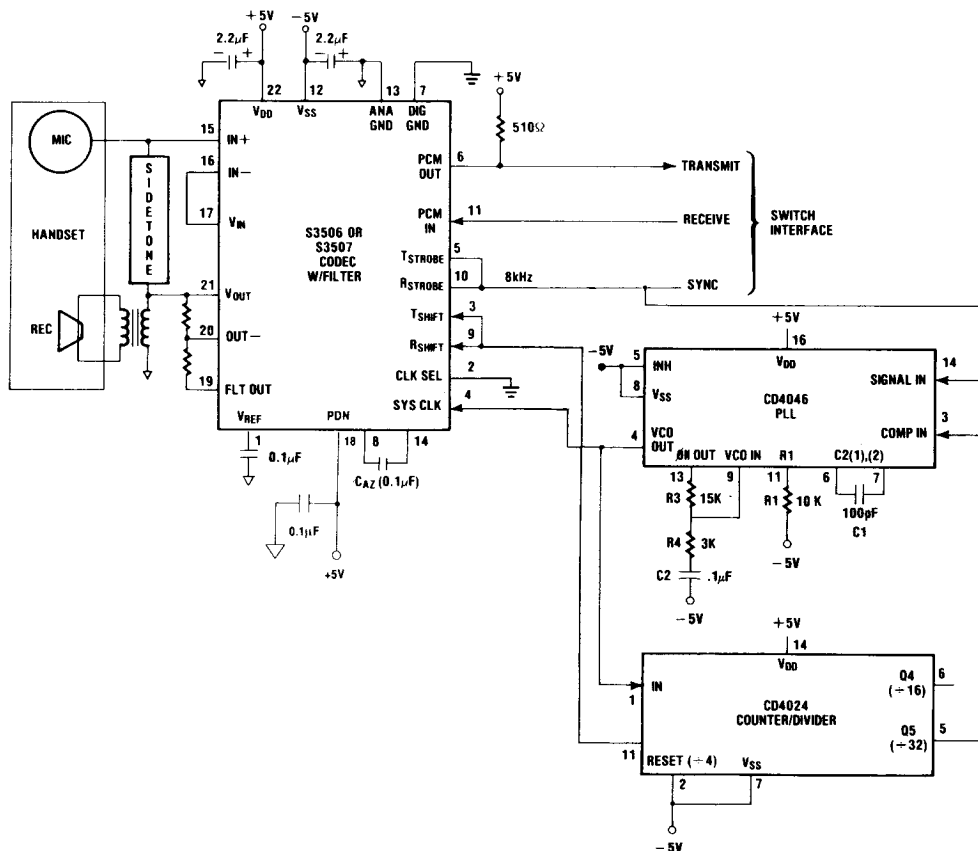 +5V
-5V
2.2µF
2.2µF
- +
- +
22
12
13
7
VDD
VSS
ANA GND
DIG GND
+5V
510Ω
MIC
HANDSET
REC
SIDETONE
15
IN+
16
IN−
17
VIN
S3506 OR
S3507
CODEC
W/FILTER
21
VOUT
20
OUT−
19
FLT OUT
PCM OUT
6
TRANSMIT
PCM IN
11
RECEIVE
SWITCH
INTERFACE
TSTROBE
5
RSTROBE
10
8kHz
SYNC
TSHIFT
3
RSHIFT
9
CLK SEL
2
SYS CLK
4
VREF
PDN
1
18
8
14
0.1µF
CAZ (0.1µF)
0.1µF
+5V
+5V
16
VDD
-5V
5
INH
8
VSS
4
VCO OUT
CD4046
PLL
SIGNAL IN
14
COMP IN
3
ØN OUT
VCO IN
R1
C2(1),(2)
13
9
11
6
7
R3
15K
R1
10 K
100pF
C1
R4
3K
-5V
C2
.1µF
-5V
+5V
14
VDD
IN
1
CD4024
COUNTER/DIVIDER
Q4
(÷16)
6
Q5
(÷32)
5
11
RESET (÷4)
VSS
2
7
-5V